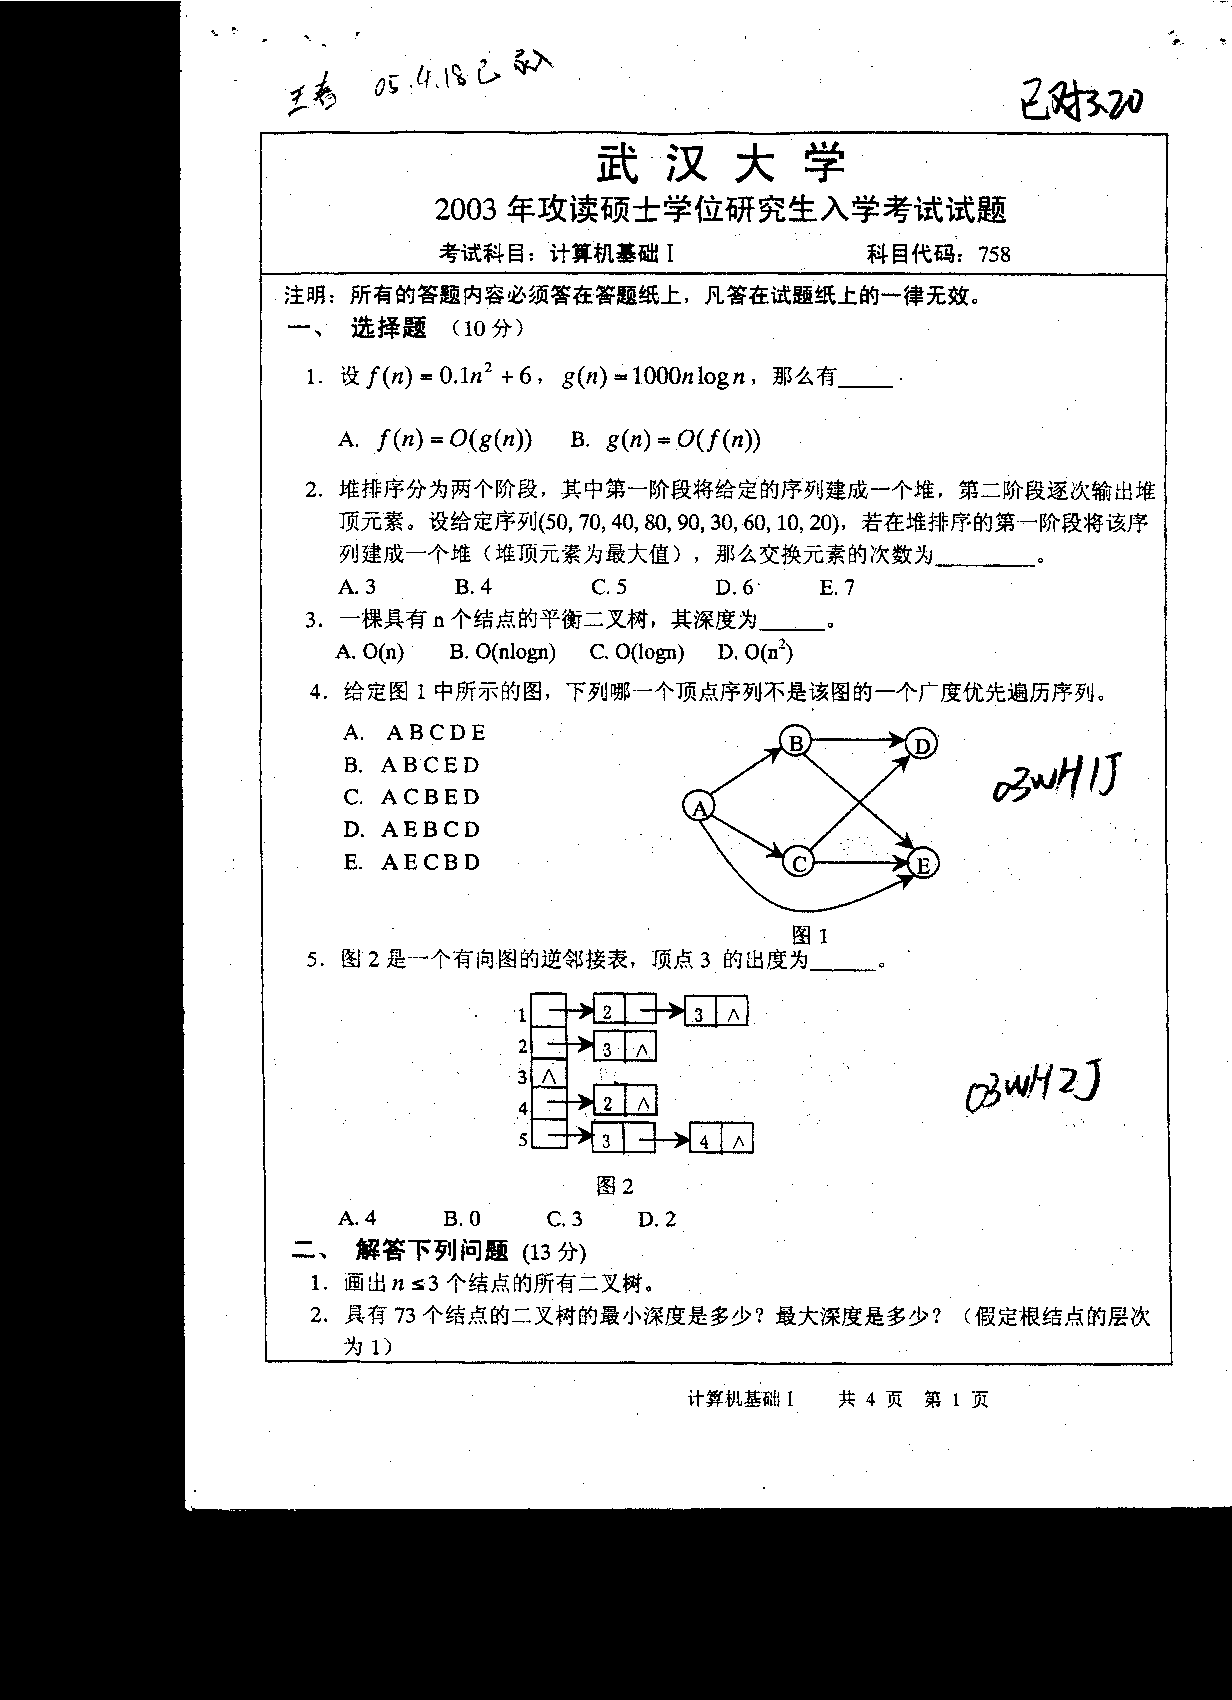 王春 05.4.18已录入
已对3.20
武汉大学
2003年攻读硕士学位研究生入学考试试题
考试科目：计算机基础 I 科目代码：758
注明：所有的答题内容必须答在答题纸上，凡答在试题纸上的一律无效。
一、 选择题 （10 分）
1. 设 f(n) = 0.1n² + 6， g(n) = 1000n log n，那么有_____.
A. f(n) = O(g(n)) B. g(n) = O(f(n))
2. 堆排序分为两个阶段，其中第一阶段将给定的序列建成一个堆，第二阶段逐次输出堆
顶元素。设给定序列(50, 70, 40, 80, 90, 30, 60, 10, 20)，若在堆排序的第一阶段将该序
列建成一个堆（堆顶元素为最大值），那么交换元素的次数为_________。
A. 3 B. 4 C. 5 D. 6 E. 7
3. 一棵具有 n 个结点的平衡二叉树，其深度为______。
A. O(n) B. O(nlogn) C. O(logn) D. O(n²)
4. 给定图 1 中所示的图，下列哪一个顶点序列不是该图的一个广度优先遍历序列。
A. A B C D E
B. A B C E D
C. A C B E D
D. A E B C D
E. A E C B D
B D
A
C E
03WH1J
图 1
5. 图 2 是一个有向图的逆邻接表，顶点 3 的出度为______。
1 2 3 ∧
2 3 ∧
3 ∧
4 2 ∧
5 3 4 ∧
03WH2J
图 2
A. 4 B. 0 C. 3 D. 2
二、 解答下列问题 (13 分)
1. 画出 n ≤ 3 个结点的所有二叉树。
2. 具有 73 个结点的二叉树的最小深度是多少？最大深度是多少？（假定根结点的层次
为 1）
计算机基础 I 共 4 页 第 1 页